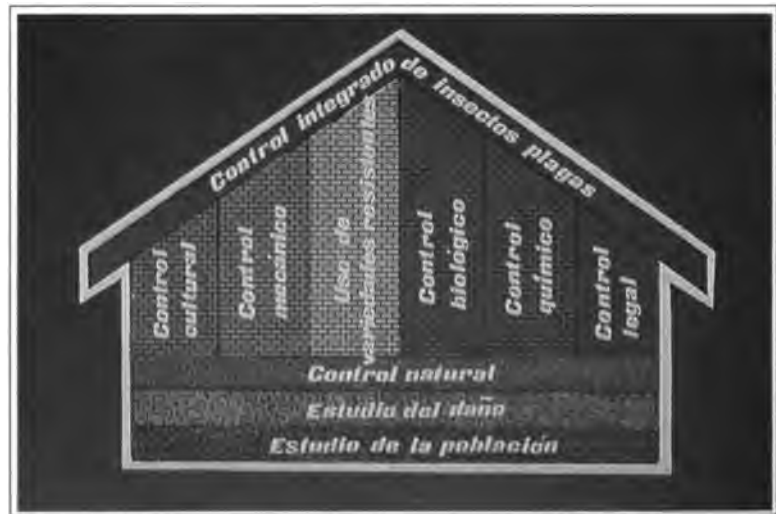 Control integrado de insectos plagas
Control
cultural
Control
mecánico
Uso de
variedades resistentes
Control
biológico
Control
químico
Control
legal
Control natural
Estudio del daño
Estudio de la población